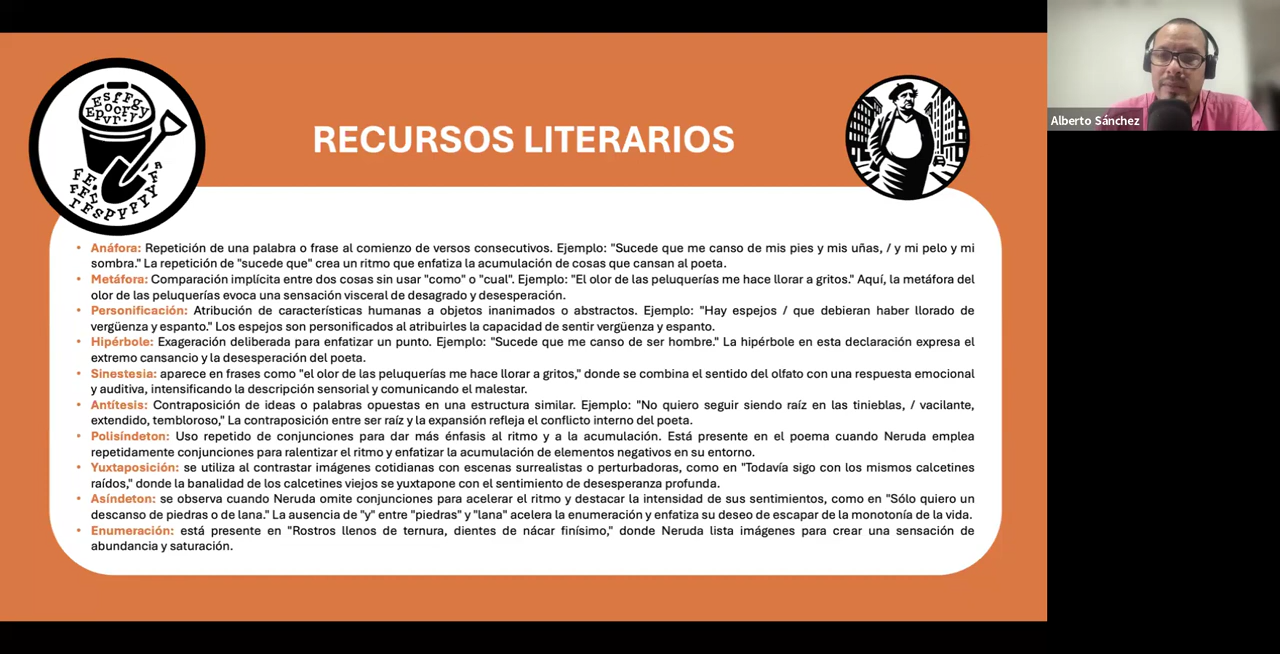 RECURSOS LITERARIOS
• Anáfora: Repetición de una palabra o frase al comienzo de versos consecutivos. Ejemplo: "Sucede que me canso de mis pies y mis uñas, / y mi pelo y mi
sombra." La repetición de "sucede que" crea un ritmo que enfatiza la acumulación de cosas que cansan al poeta.
• Metáfora: Comparación implícita entre dos cosas sin usar "como" o "cual". Ejemplo: "El olor de las peluquerías me hace llorar a gritos." Aquí, la metáfora del
olor de las peluquerías evoca una sensación visceral de desagrado y desesperación.
• Personificación: Atribución de características humanas a objetos inanimados o abstractos. Ejemplo: "Hay espejos / que debieran haber llorado de
vergüenza y espanto." Los espejos son personificados al atribuirles la capacidad de sentir vergüenza y espanto.
• Hipérbole: Exageración deliberada para enfatizar un punto. Ejemplo: "Sucede que me canso de ser hombre." La hipérbole en esta declaración expresa el
extremo cansancio y la desesperación del poeta.
• Sinestesia: aparece en frases como "el olor de las peluquerías me hace llorar a gritos," donde se combina el sentido del olfato con una respuesta emocional
y auditiva, intensificando la descripción sensorial y comunicando el malestar.
• Antítesis: Contraposición de ideas o palabras opuestas en una estructura similar. Ejemplo: "No quiero seguir siendo raíz en las tinieblas, / vacilante,
extendido, tembloroso," La contraposición entre ser raíz y la expansión refleja el conflicto interno del poeta.
• Polisíndeton: Uso repetido de conjunciones para dar más énfasis al ritmo y a la acumulación. Está presente en el poema cuando Neruda emplea
repetidamente conjunciones para ralentizar el ritmo y enfatizar la acumulación de elementos negativos en su entorno.
• Yuxtaposición: se utiliza al contrastar imágenes cotidianas con escenas surrealistas o perturbadoras, como en "Todavía sigo con los mismos calcetines
raídos," donde la banalidad de los calcetines viejos se yuxtapone con el sentimiento de desesperanza profunda.
• Asíndeton: se observa cuando Neruda omite conjunciones para acelerar el ritmo y destacar la intensidad de sus sentimientos, como en "Sólo quiero un
descanso de piedras o de lana." La ausencia de "y" entre "piedras" y "lana" acelera la enumeración y enfatiza su deseo de escapar de la monotonía de la vida.
• Enumeración: está presente en "Rostros llenos de ternura, dientes de nácar finísimo," donde Neruda lista imágenes para crear una sensación de
abundancia y saturación.
Alberto Sánchez